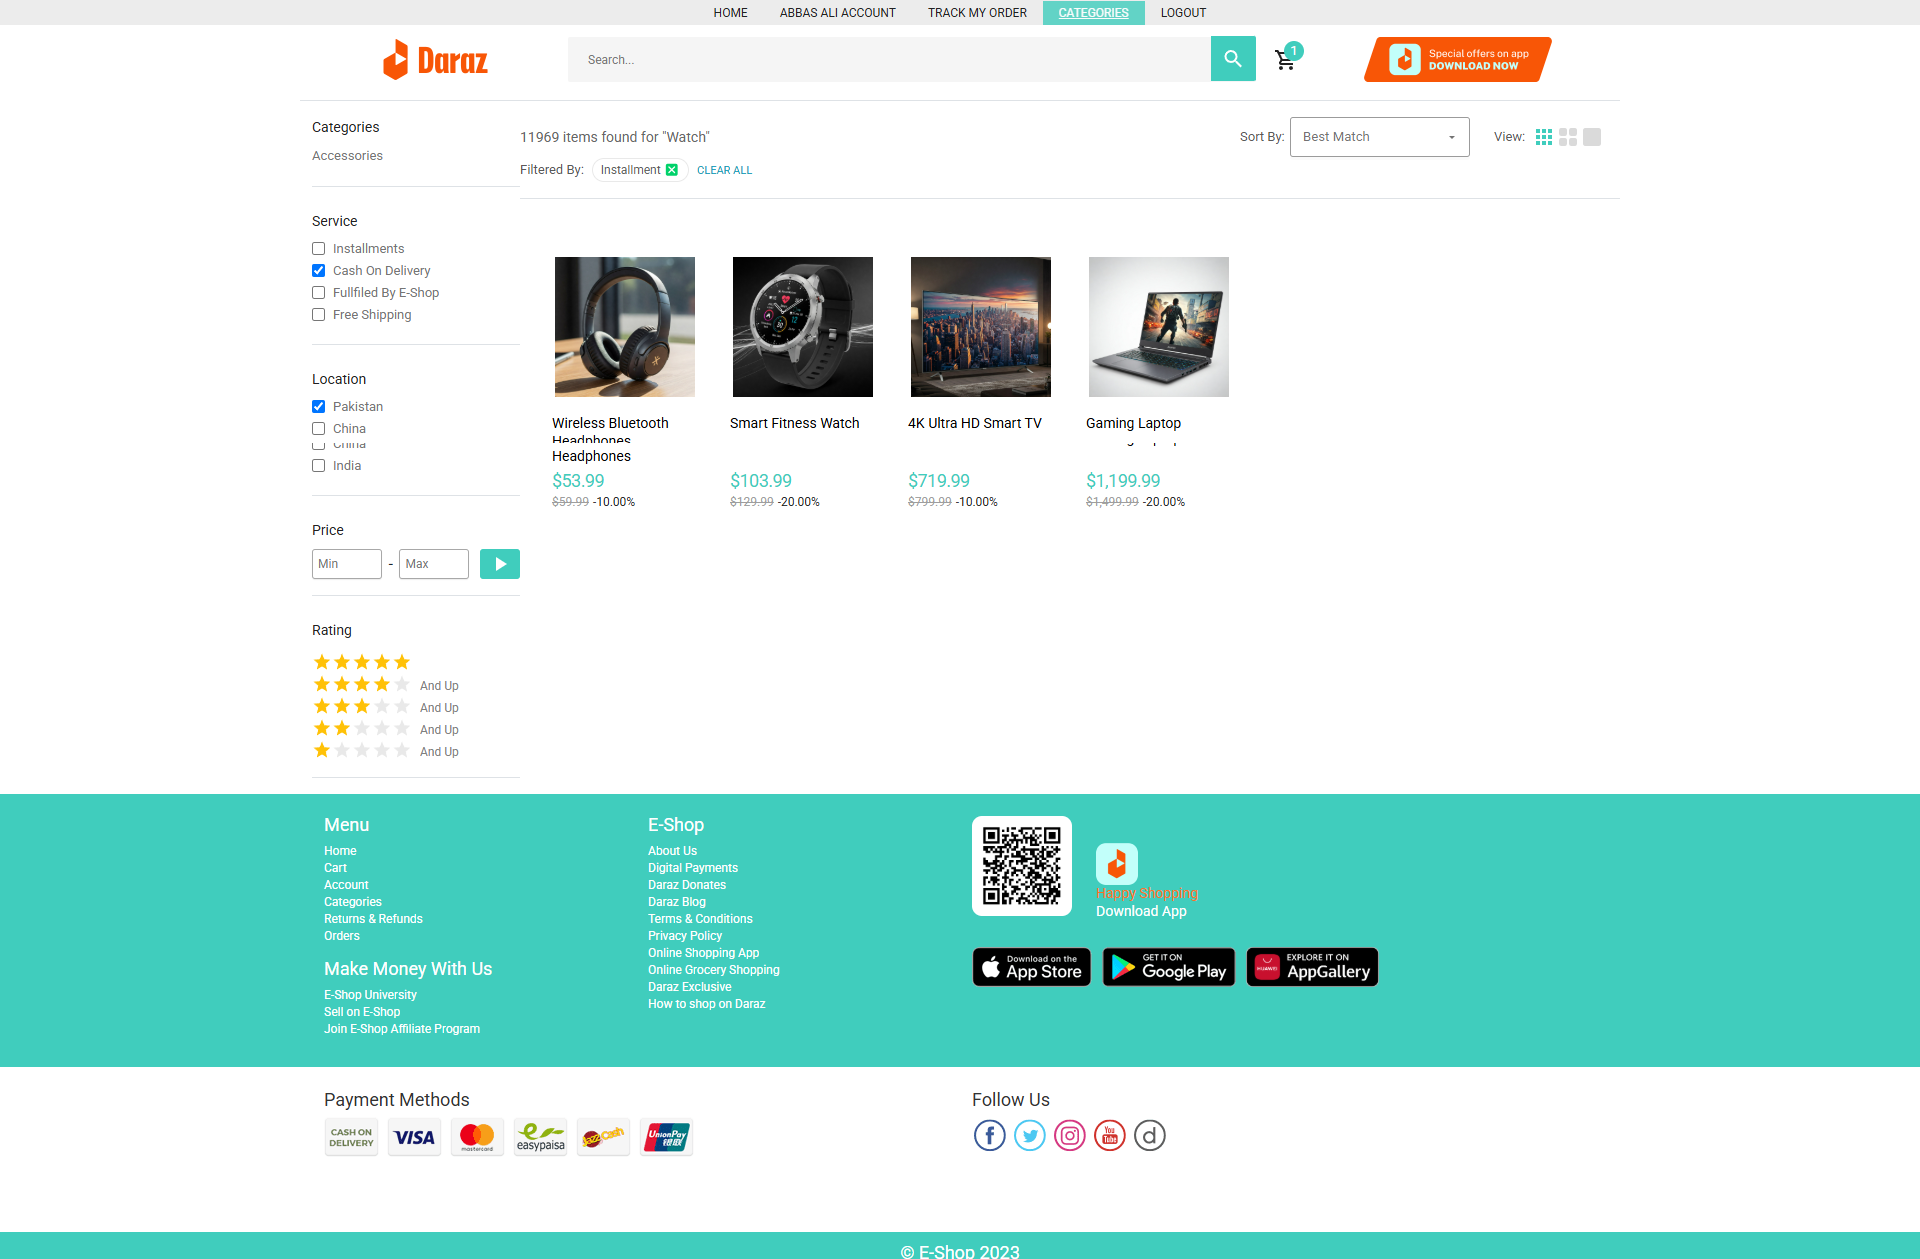 HOME ABBAS ALI ACCOUNT TRACK MY ORDER CATEGORIES LOGOUT
Daraz
Search...
1
Special offers on app
DOWNLOAD NOW
Categories
Accessories
11969 items found for "Watch"
Sort By: Best Match
View:
Filtered By: Installment CLEAR ALL
Service
Installments
Cash On Delivery
Fullfiled By E-Shop
Free Shipping
Location
Pakistan
China
China
India
Wireless Bluetooth
Headphones
Headphones
$53.99
$59.99 -10.00%
Smart Fitness Watch
$103.99
$129.99 -20.00%
4K Ultra HD Smart TV
$719.99
$799.99 -10.00%
Gaming Laptop
$1,199.99
$1,499.99 -20.00%
Price
Min - Max
Rating
And Up
And Up
And Up
And Up
Menu
Home
Cart
Account
Categories
Returns & Refunds
Orders
Make Money With Us
E-Shop University
Sell on E-Shop
Join E-Shop Affiliate Program
E-Shop
About Us
Digital Payments
Daraz Donates
Daraz Blog
Terms & Conditions
Privacy Policy
Online Shopping App
Online Grocery Shopping
Daraz Exclusive
How to shop on Daraz
Happy Shopping
Download App
Download on the
App Store
GET IT ON
Google Play
HUAWEI
EXPLORE IT ON
AppGallery
Payment Methods
CASH ON
DELIVERY
VISA
mastercard
easypaisa
JazzCash
UnionPay
银联
Follow Us
You
Tube
© E-Shop 2023